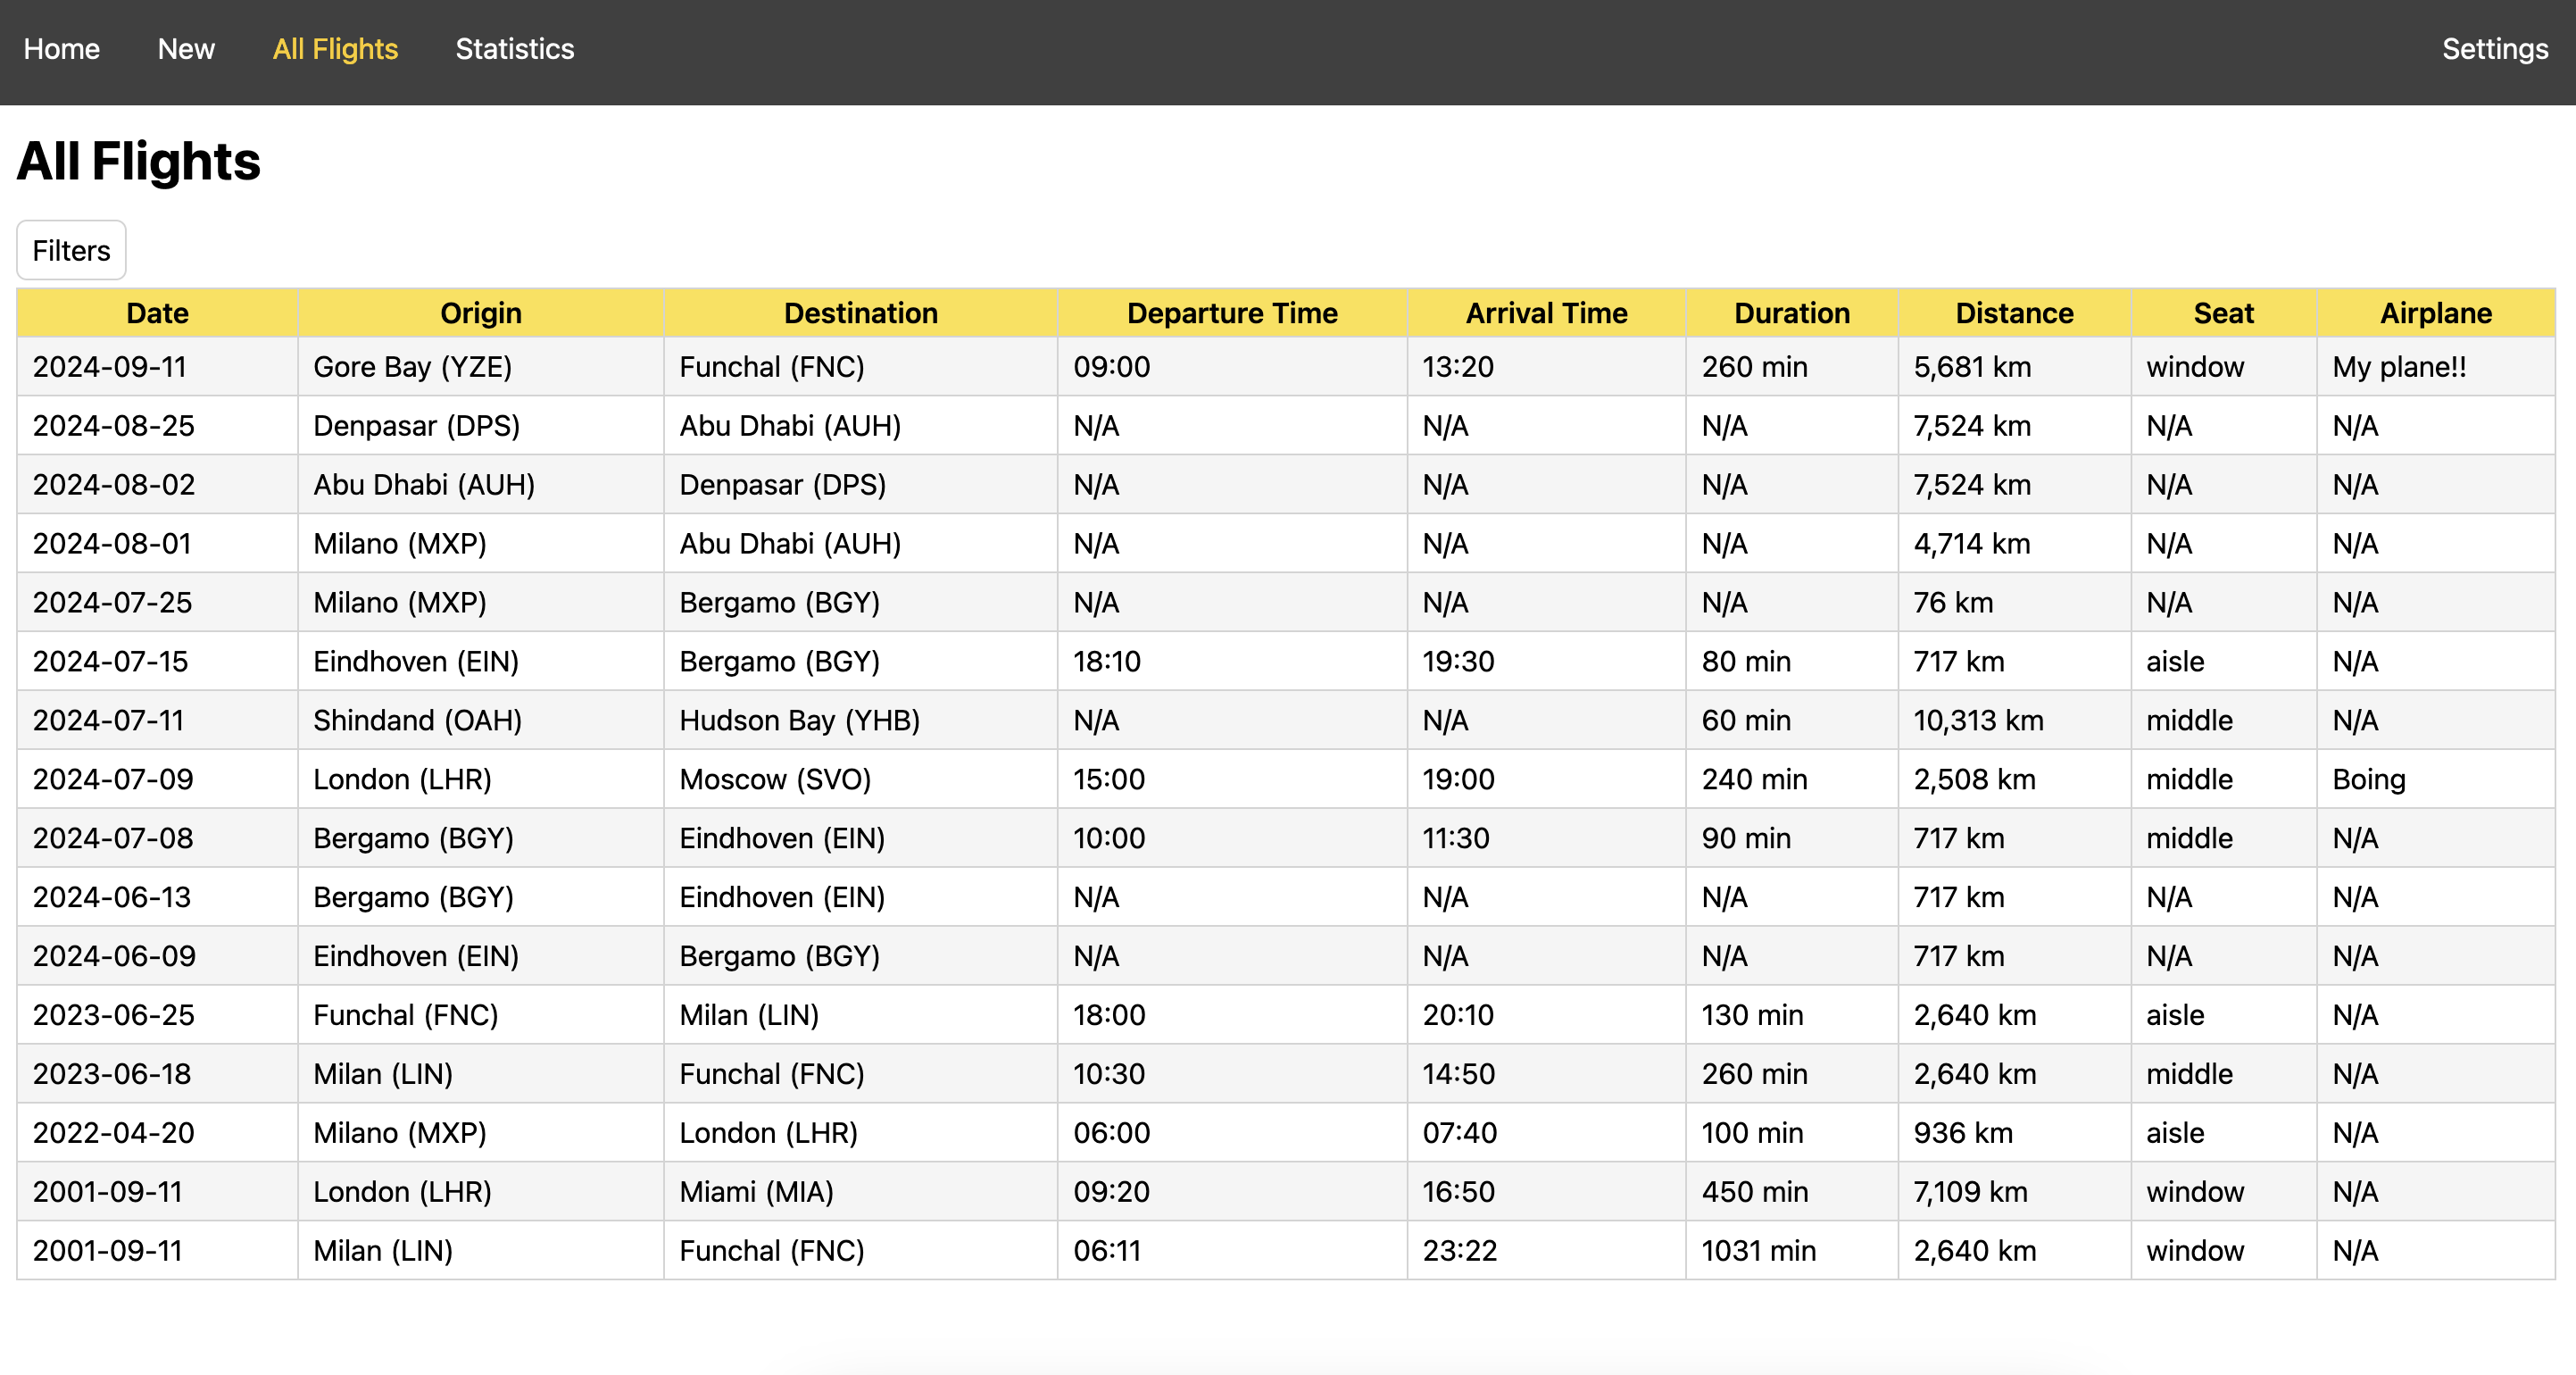 Home New All Flights Statistics Settings
All Flights
Filters
Date Origin Destination Departure Time Arrival Time Duration Distance Seat Airplane
2024-09-11 Gore Bay (YZE) Funchal (FNC) 09:00 13:20 260 min 5,681 km window My plane!!
2024-08-25 Denpasar (DPS) Abu Dhabi (AUH) N/A N/A N/A 7,524 km N/A N/A
2024-08-02 Abu Dhabi (AUH) Denpasar (DPS) N/A N/A N/A 7,524 km N/A N/A
2024-08-01 Milano (MXP) Abu Dhabi (AUH) N/A N/A N/A 4,714 km N/A N/A
2024-07-25 Milano (MXP) Bergamo (BGY) N/A N/A N/A 76 km N/A N/A
2024-07-15 Eindhoven (EIN) Bergamo (BGY) 18:10 19:30 80 min 717 km aisle N/A
2024-07-11 Shindand (OAH) Hudson Bay (YHB) N/A N/A 60 min 10,313 km middle N/A
2024-07-09 London (LHR) Moscow (SVO) 15:00 19:00 240 min 2,508 km middle Boing
2024-07-08 Bergamo (BGY) Eindhoven (EIN) 10:00 11:30 90 min 717 km middle N/A
2024-06-13 Bergamo (BGY) Eindhoven (EIN) N/A N/A N/A 717 km N/A N/A
2024-06-09 Eindhoven (EIN) Bergamo (BGY) N/A N/A N/A 717 km N/A N/A
2023-06-25 Funchal (FNC) Milan (LIN) 18:00 20:10 130 min 2,640 km aisle N/A
2023-06-18 Milan (LIN) Funchal (FNC) 10:30 14:50 260 min 2,640 km middle N/A
2022-04-20 Milano (MXP) London (LHR) 06:00 07:40 100 min 936 km aisle N/A
2001-09-11 London (LHR) Miami (MIA) 09:20 16:50 450 min 7,109 km window N/A
2001-09-11 Milan (LIN) Funchal (FNC) 06:11 23:22 1031 min 2,640 km window N/A